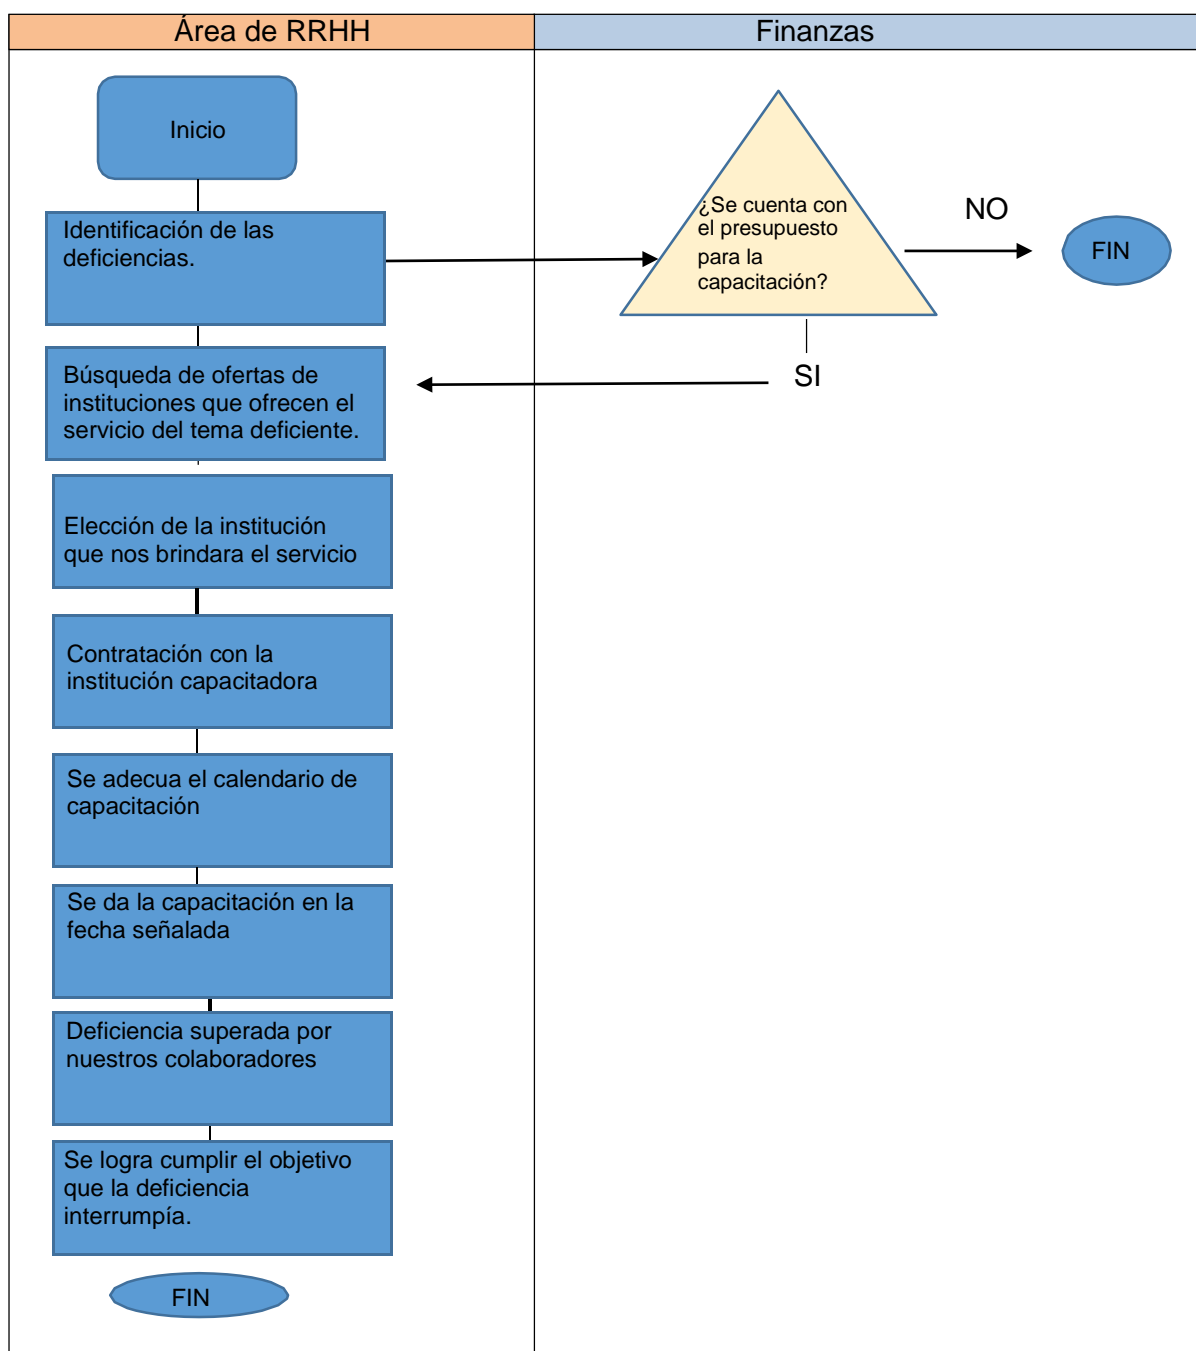 Área de RRHH
Finanzas
Inicio
Identificación de las
deficiencias.
¿Se cuenta con
el presupuesto
para la
capacitación?
NO
FIN
SI
Búsqueda de ofertas de
instituciones que ofrecen el
servicio del tema deficiente.
Elección de la institución
que nos brindara el servicio
Contratación con la
institución capacitadora
Se adecua el calendario de
capacitación
Se da la capacitación en la
fecha señalada
Deficiencia superada por
nuestros colaboradores
Se logra cumplir el objetivo
que la deficiencia
interrumpía.
FIN